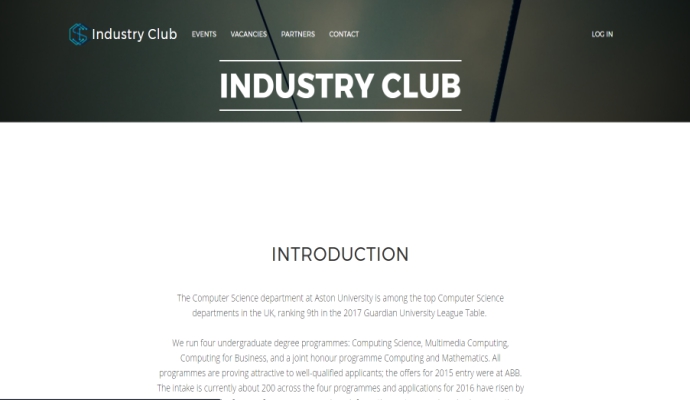 Industry Club EVENTS VACANCIES PARTNERS CONTACT LOG IN
INDUSTRY CLUB
INTRODUCTION
The Computer Science department at Aston University is among the top Computer Science
departments in the UK, ranking 9th in the 2017 Guardian University League Table.
We run four undergraduate degree programmes: Computing Science, Multimedia Computing,
Computing for Business, and a joint honour programme Computing and Mathematics. All
programmes are proving attractive to well-qualified applicants; the offers for 2015 entry were at ABB.
The intake is currently about 200 across the four programmes and applications for 2016 have risen by